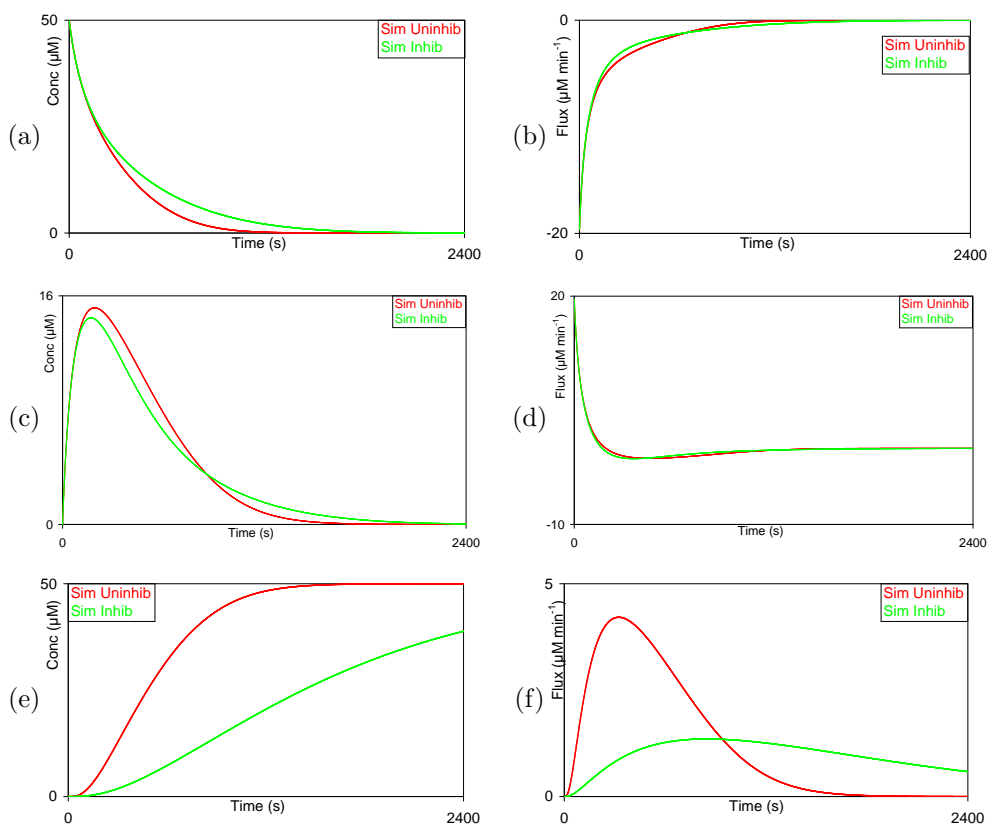 (a)
50
Conc (µM)
0
Sim Uninhib
Sim Inhib
Time (s)
0
2400
(b)
0
Flux (µM min⁻¹)
-20
Sim Uninhib
Sim Inhib
Time (s)
0
2400
(c)
16
Conc (µM)
0
Sim Uninhib
Sim Inhib
Time (s)
0
2400
(d)
20
Flux (µM min⁻¹)
-10
Sim Uninhib
Sim Inhib
Time (s)
0
2400
(e)
50
Conc (µM)
0
Sim Uninhib
Sim Inhib
Time (s)
0
2400
(f)
5
Flux (µM min⁻¹)
0
Sim Uninhib
Sim Inhib
Time (s)
0
2400